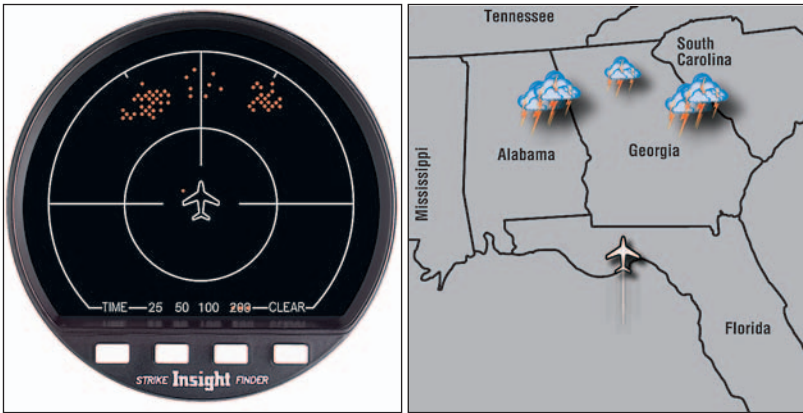 TIME 25 50 100 200 CLEAR
STRIKE Insight FINDER
Tennessee
South
Carolina
Mississippi
Alabama
Georgia
Florida